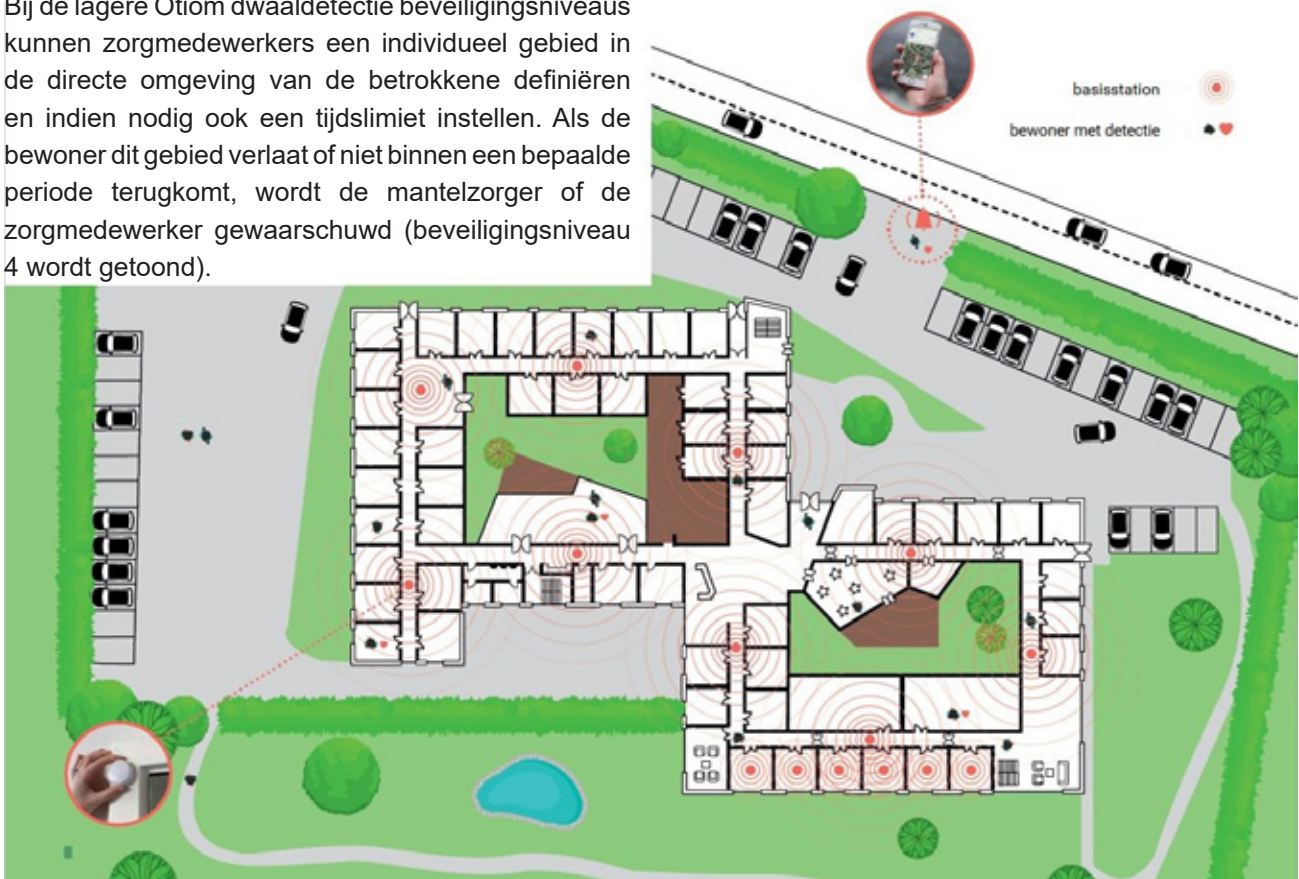 Bij de lagere Otiom dwaaldetectie beveiligingsniveaus
kunnen zorgmedewerkers een individueel gebied in
de directe omgeving van de betrokkene definiëren
en indien nodig ook een tijdslimiet instellen. Als de
bewoner dit gebied verlaat of niet binnen een bepaalde
periode terugkomt, wordt de mantelzorger of de
zorgmedewerker gewaarschuwd (beveiligingsniveau
4 wordt getoond).
basisstation
bewoner met detectie